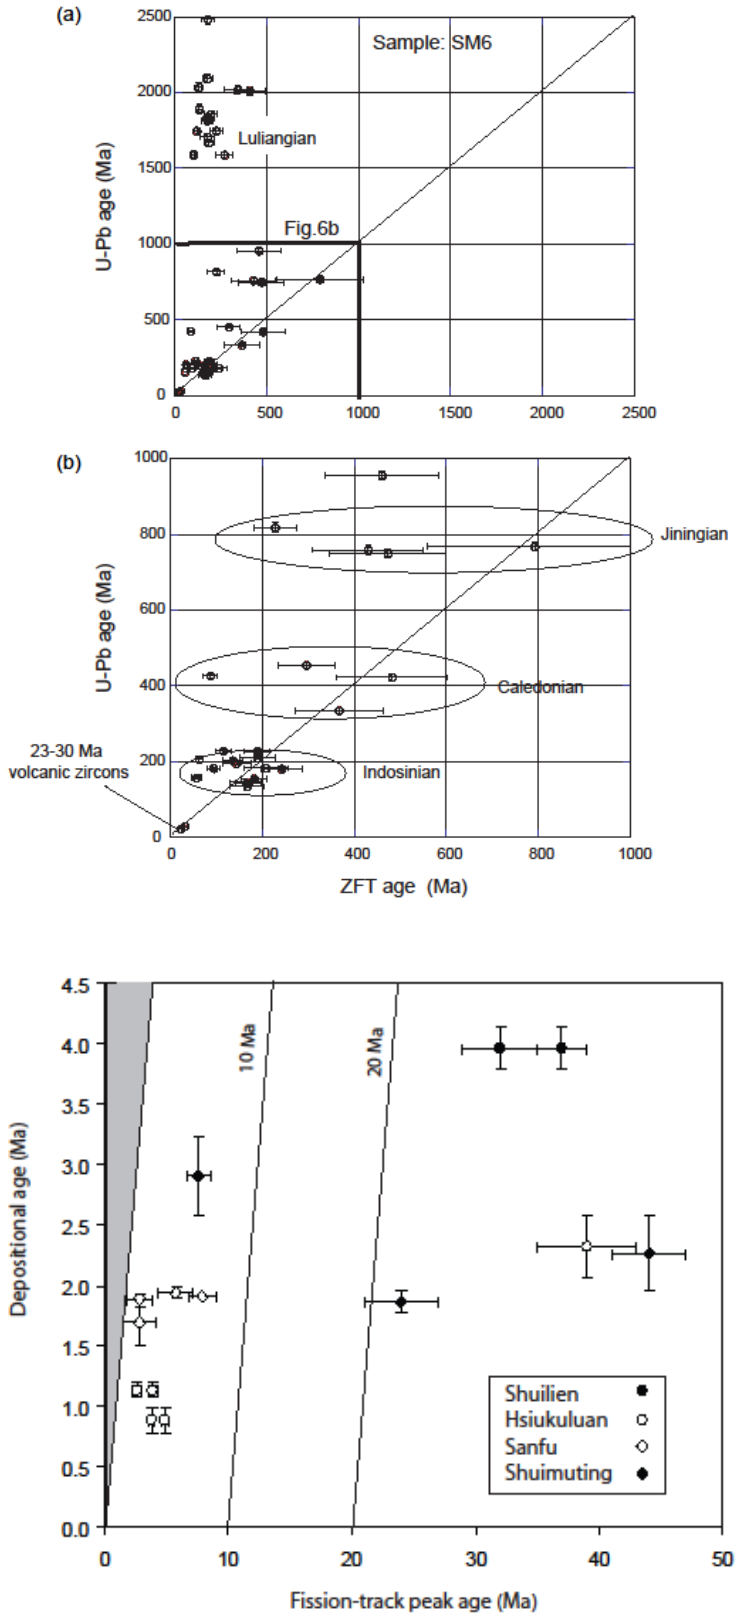 (a)
2500
2000
1500
1000
500
0
U-Pb age (Ma)
Sample: SM6
Luliangian
Fig.6b
0 500 1000 1500 2000 2500
(b)
1000
800
600
400
200
0
U-Pb age (Ma)
Jiningian
Caledonian
Indosinian
23-30 Ma
volcanic zircons
0 200 400 600 800 1000
ZFT age (Ma)
4.5
4.0
3.5
3.0
2.5
2.0
1.5
1.0
0.5
0.0
Depositional age (Ma)
10 Ma
20 Ma
Shuilien
Hsiukuluan
Sanfu
Shuimuting
0 10 20 30 40 50
Fission-track peak age (Ma)